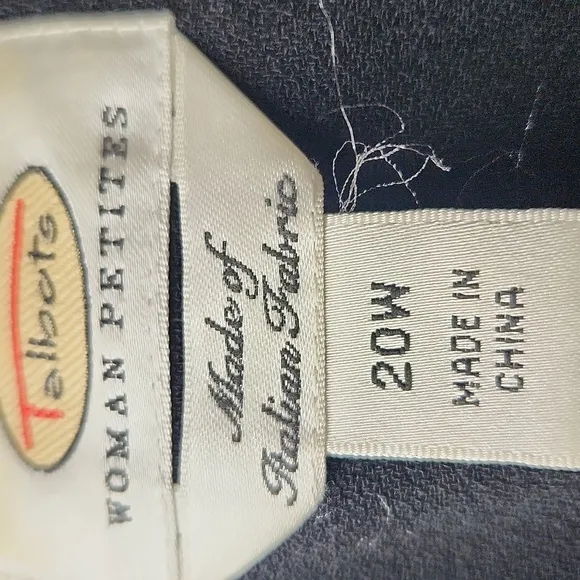 Talbots
WOMAN PETITES
Made of
Italian Fabric
20W
MADE IN
CHINA